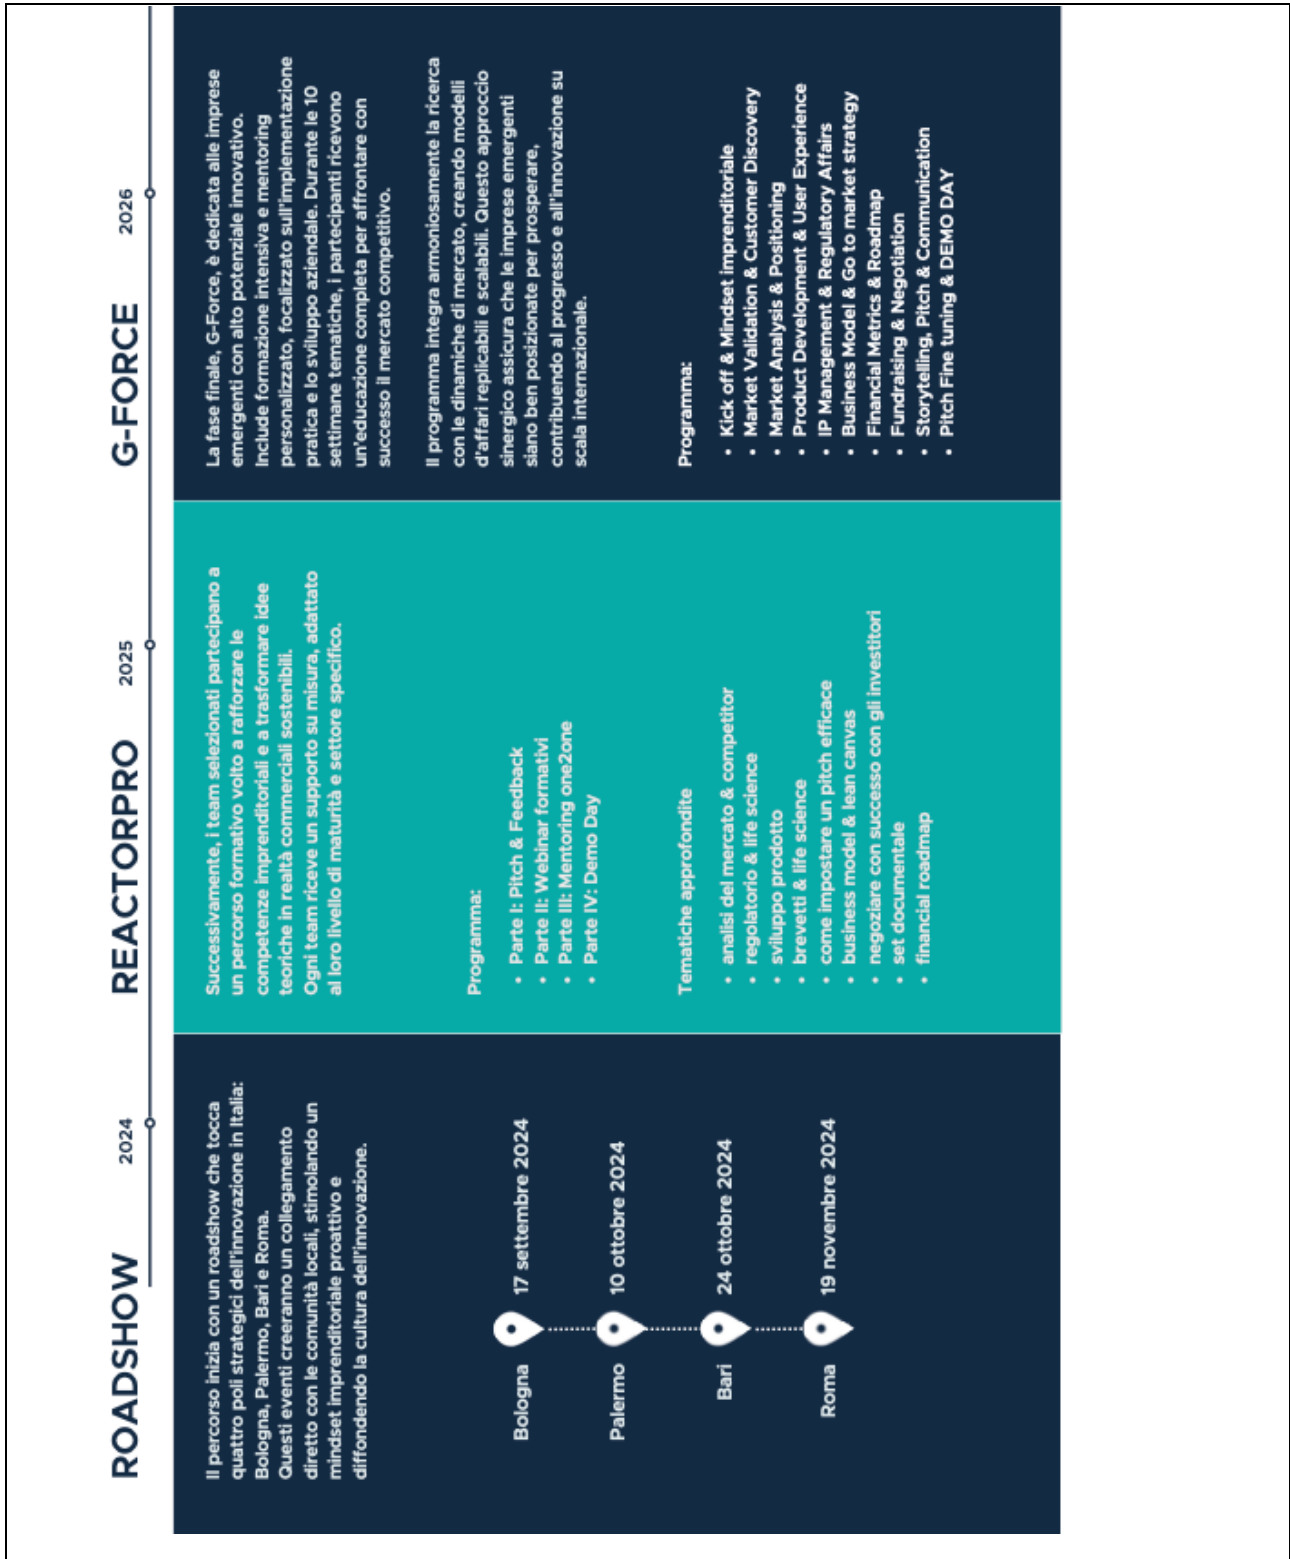 ROADSHOW
2024
Il percorso inizia con un roadshow che tocca
quattro poli strategici dell'innovazione in Italia:
Bologna, Palermo, Bari e Roma.
Questi eventi creeranno un collegamento
diretto con le comunità locali, stimolando un
mindset imprenditoriale proattivo e
diffondendo la cultura dell'innovazione.
Bologna 17 settembre 2024
Palermo 10 ottobre 2024
Bari 24 ottobre 2024
Roma 19 novembre 2024
REACTORPRO
2025
Successivamente, i team selezionati partecipano a
un percorso formativo volto a rafforzare le
competenze imprenditoriali e a trasformare idee
teoriche in realtà commerciali sostenibili.
Ogni team riceve un supporto su misura, adattato
al loro livello di maturità e settore specifico.
Programma:
• Parte I: Pitch & Feedback
• Parte II: Webinar formativi
• Parte III: Mentoring one2one
• Parte IV: Demo Day
Tematiche approfondite
• analisi del mercato & competitor
• regolatorio & life science
• sviluppo prodotto
• brevetti & life science
• come impostare un pitch efficace
• business model & lean canvas
• negoziare con successo con gli investitori
• set documentale
• financial roadmap
G-FORCE
2026
La fase finale, G-Force, è dedicata alle imprese
emergenti con alto potenziale innovativo.
Include formazione intensiva e mentoring
personalizzato, focalizzato sull'implementazione
pratica e lo sviluppo aziendale. Durante le 10
settimane tematiche, i partecipanti ricevono
un'educazione completa per affrontare con
successo il mercato competitivo.
Il programma integra armoniosamente la ricerca
con le dinamiche di mercato, creando modelli
d'affari replicabili e scalabili. Questo approccio
sinergico assicura che le imprese emergenti
siano ben posizionate per prosperare,
contribuendo al progresso e all'innovazione su
scala internazionale.
Programma:
• Kick off & Mindset imprenditoriale
• Market Validation & Customer Discovery
• Market Analysis & Positioning
• Product Development & User Experience
• IP Management & Regulatory Affairs
• Business Model & Go to market strategy
• Financial Metrics & Roadmap
• Fundraising & Negotiation
• Storytelling, Pitch & Communication
• Pitch Fine tuning & DEMO DAY